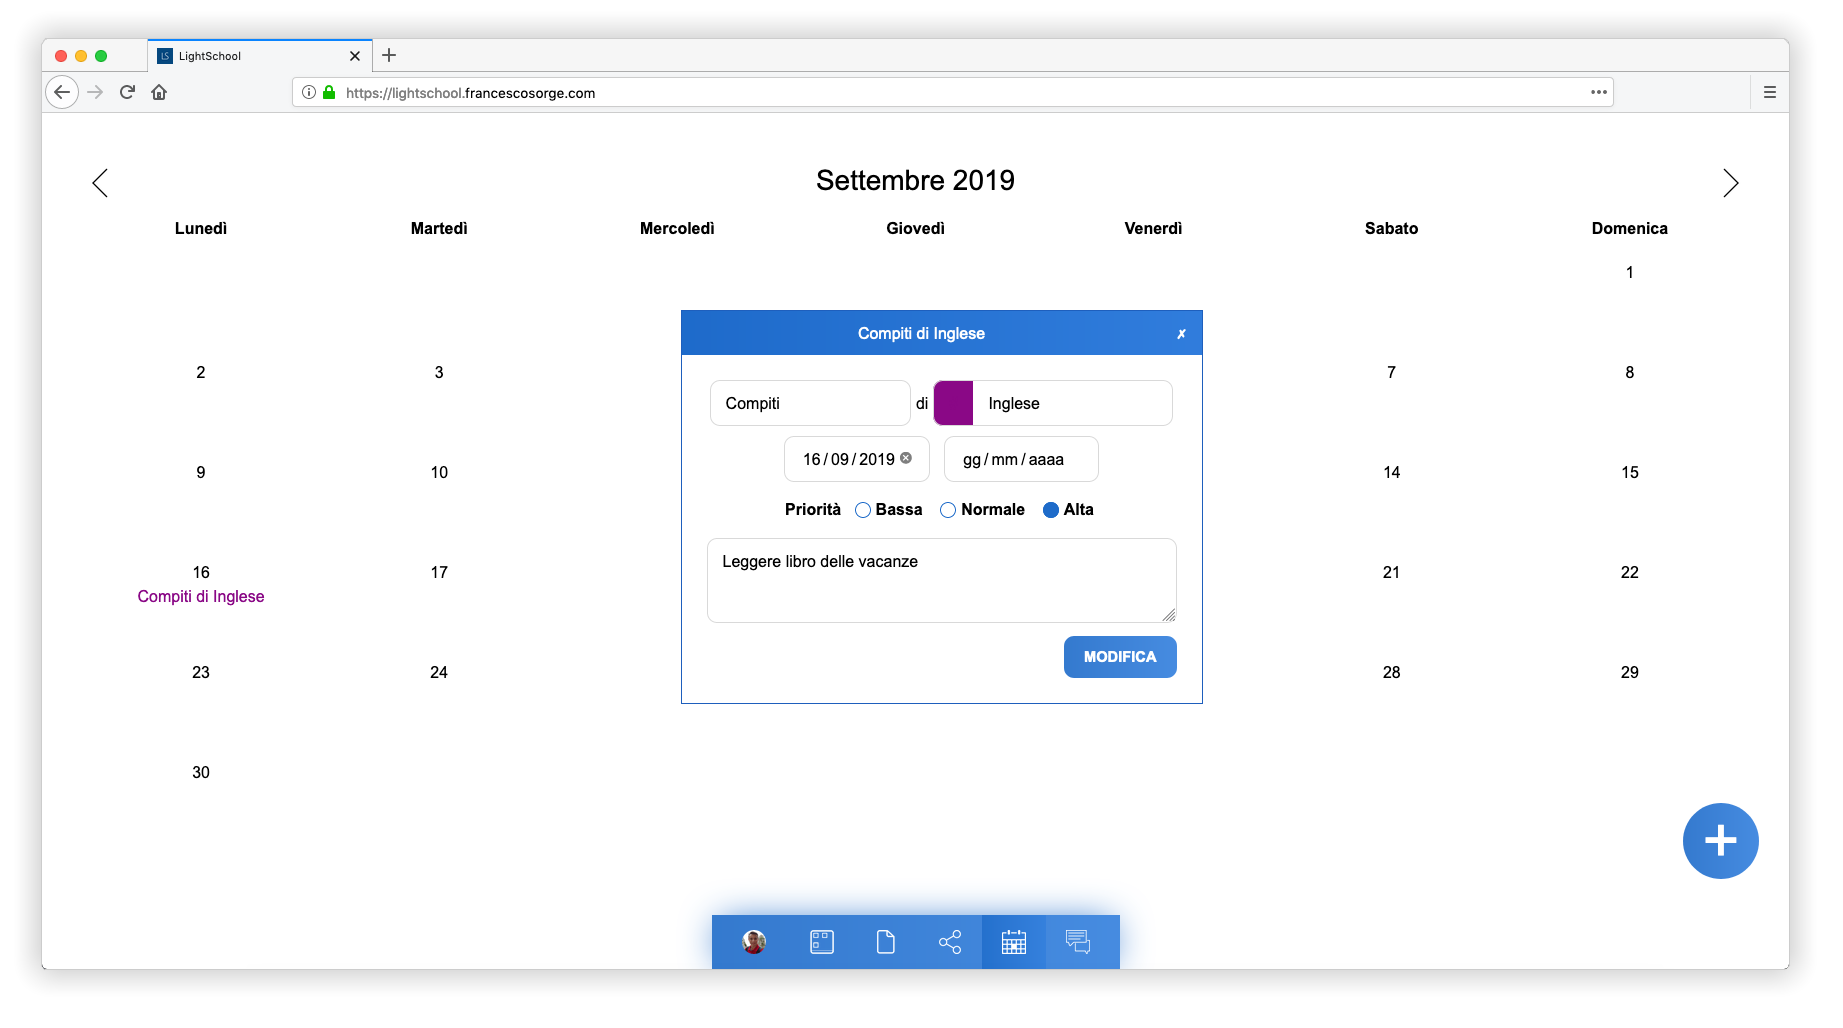 LS LightSchool
https://lightschool.francescosorge.com
Settembre 2019
Lunedì Martedì Mercoledì Giovedì Venerdì Sabato Domenica
1
Compiti di Inglese ✗
2 3 7 8
Compiti di Inglese
16/09/2019 gg/mm/aaaa
9 10 14 15
Priorità Bassa Normale Alta
Leggere libro delle vacanze
16 17 21 22
Compiti di Inglese
MODIFICA
23 24 28 29
30